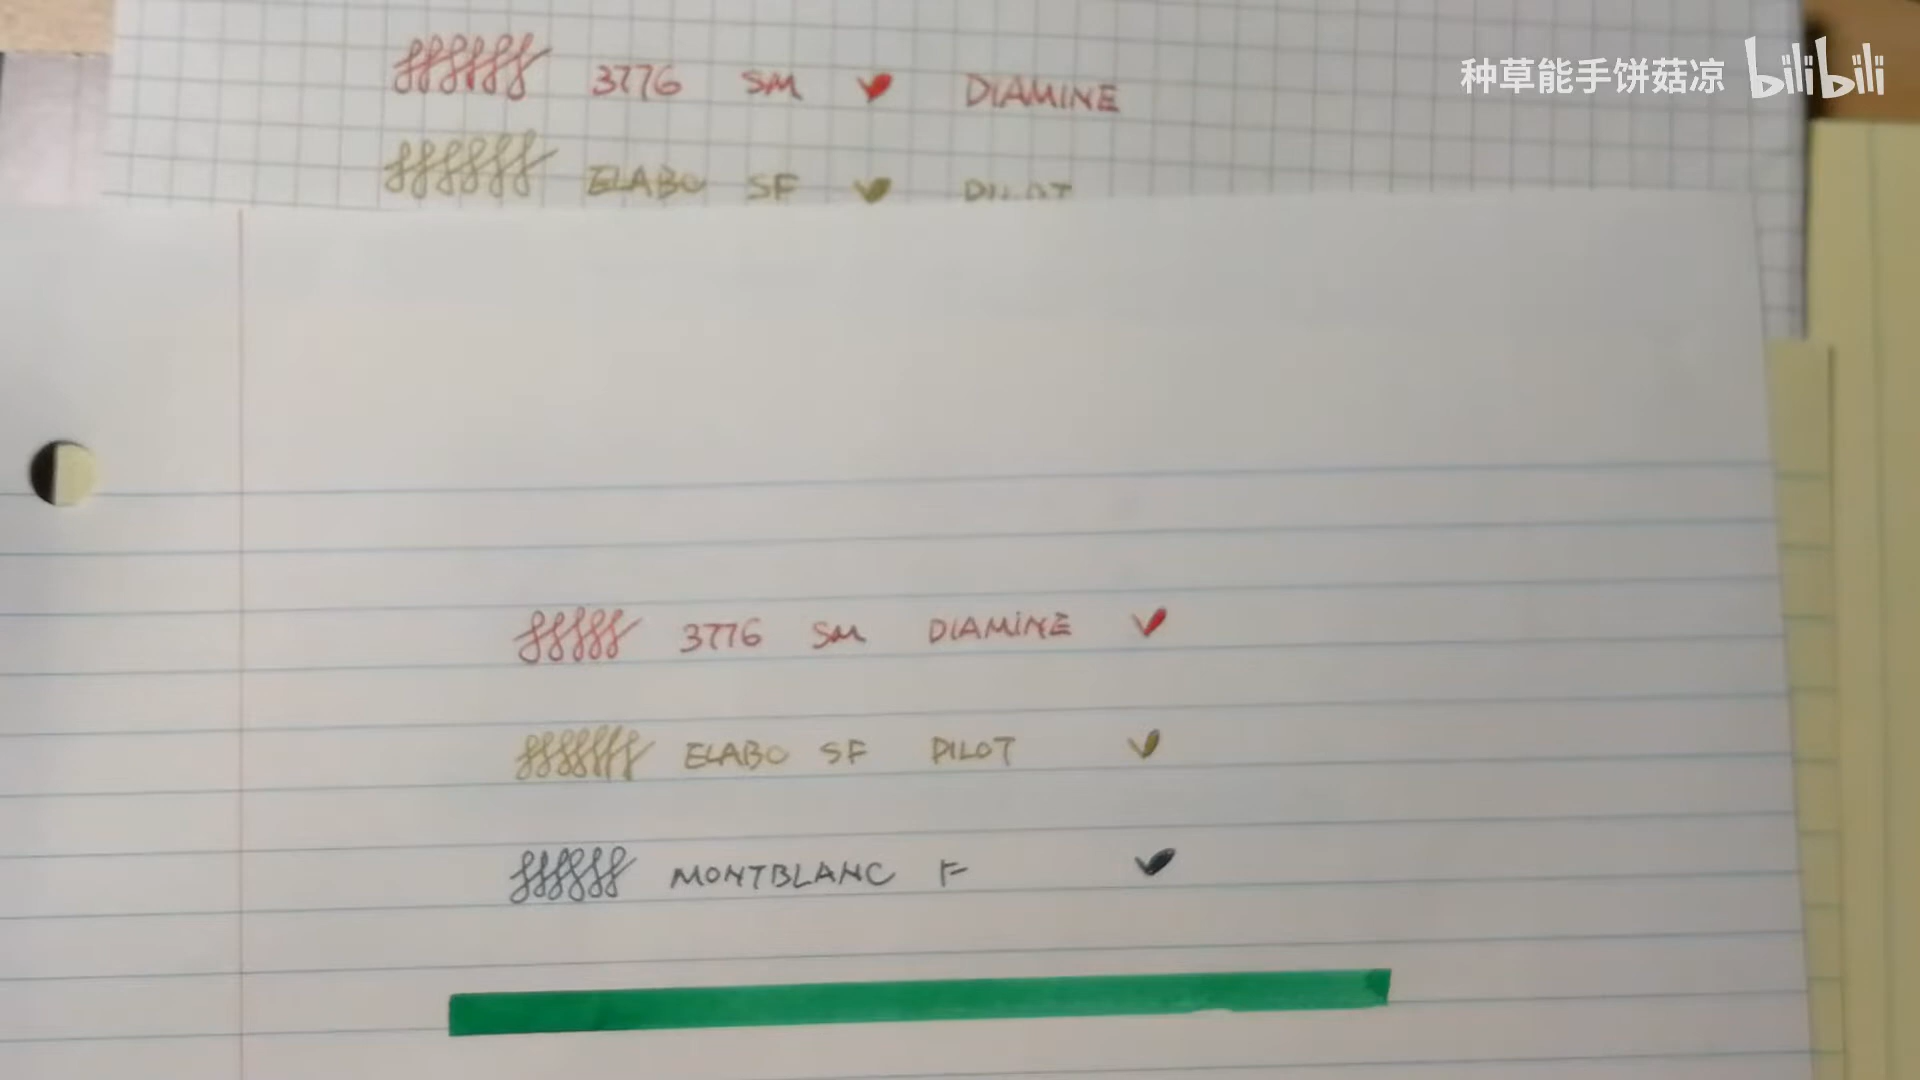 种草能手饼菇凉 bilibili
3776 SM DIAMINE
ELABO SF PILOT
3776 SM DIAMINE
ELABO SF PILOT
MONTBLANC F